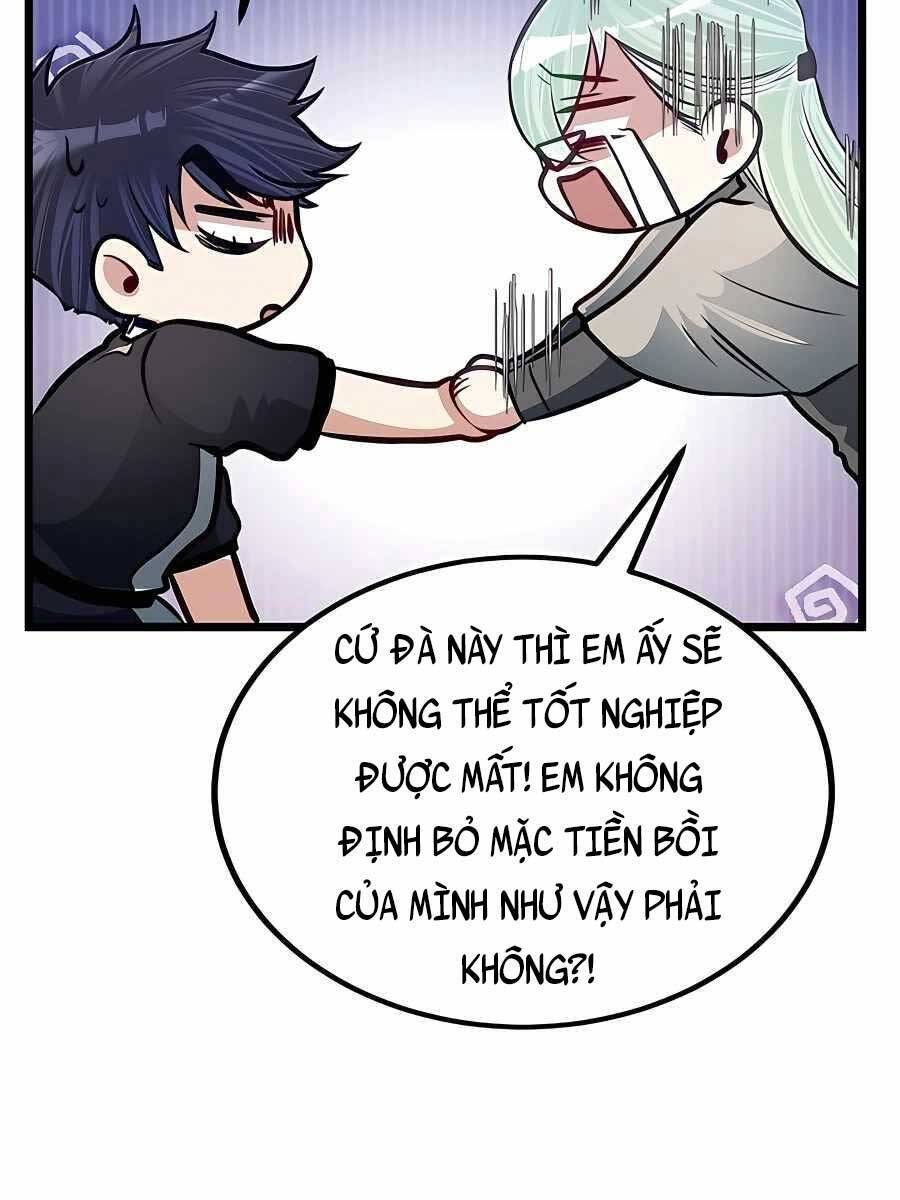 CỨ ĐÀ NÀY THÌ EM ẤY SẼ
KHÔNG THỂ TỐT NGHIỆP
ĐƯỢC MẤT! EM KHÔNG
ĐỊNH BỎ MẶC TIỀN BỒI
CỦA MÌNH NHƯ VẬY PHẢI
KHÔNG?!